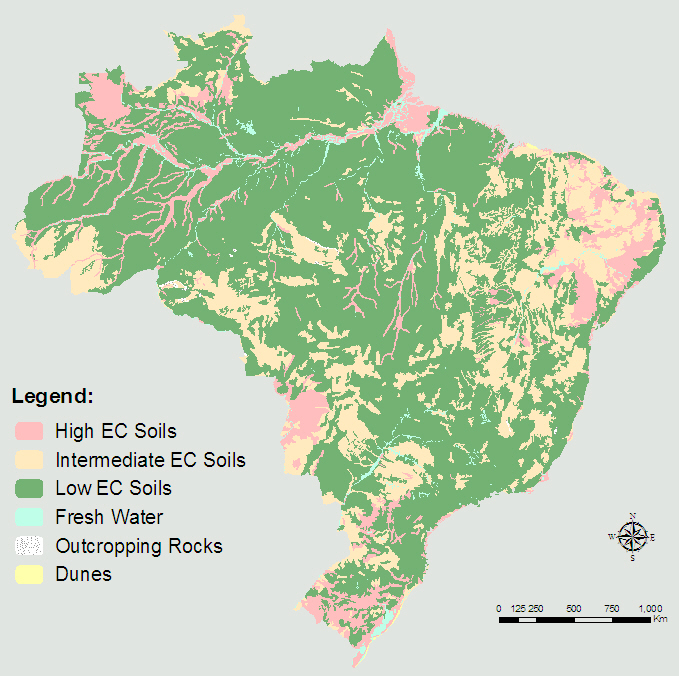 Legend:
High EC Soils
Intermediate EC Soils
Low EC Soils
Fresh Water
Outcropping Rocks
Dunes
N
W E
S
0 125 250 500 750 1,000
Km